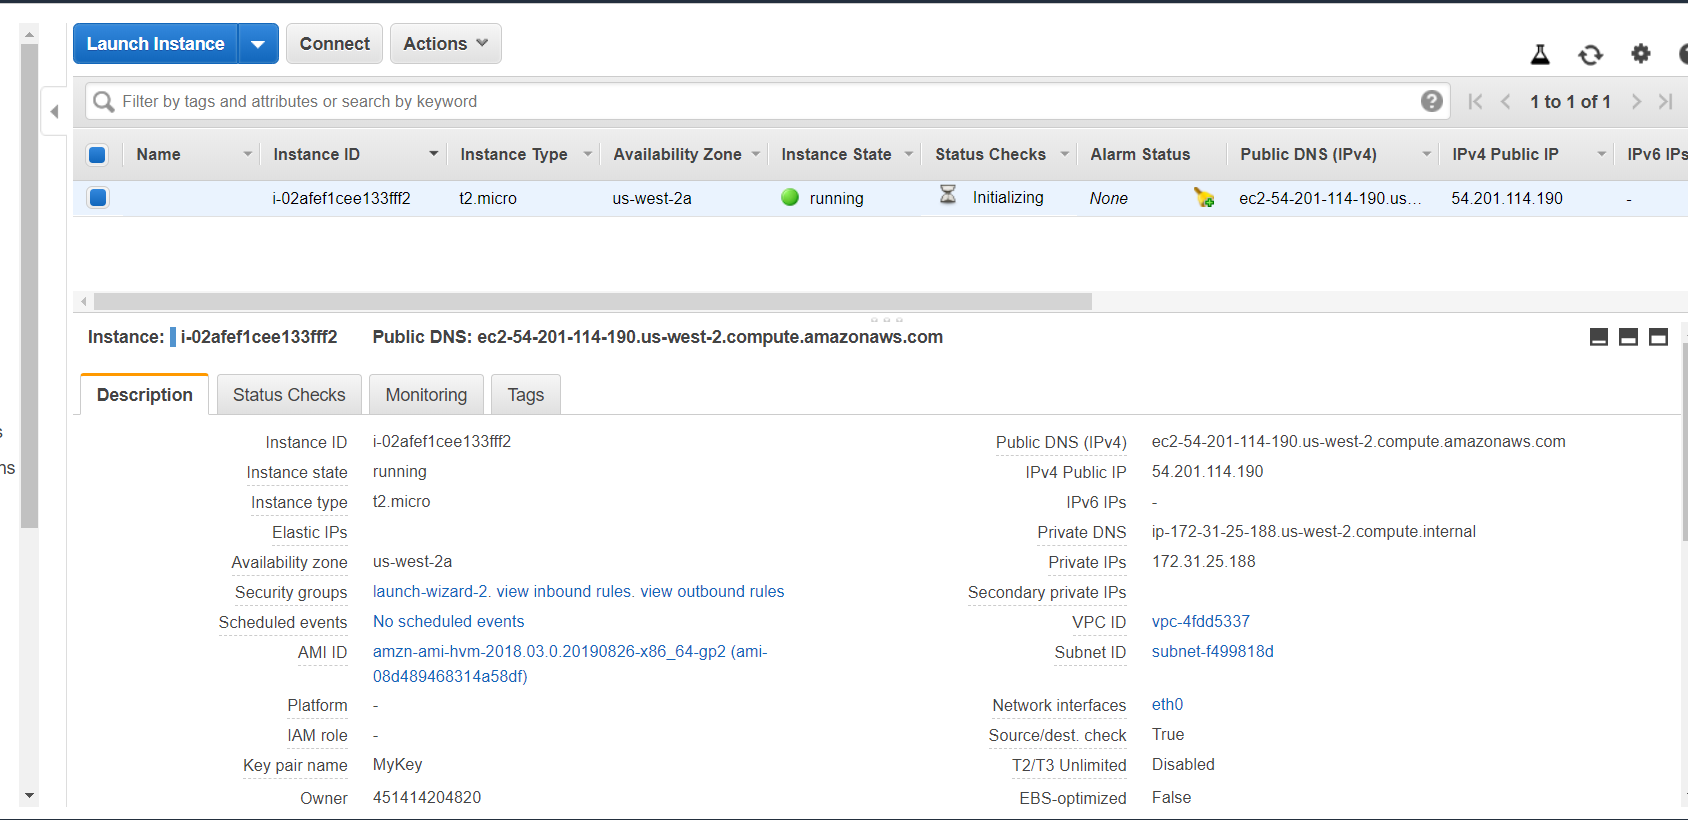 Launch Instance Connect Actions
Filter by tags and attributes or search by keyword 1 to 1 of 1
Name Instance ID Instance Type Availability Zone Instance State Status Checks Alarm Status Public DNS (IPv4) IPv4 Public IP IPv6 IPs
i-02afef1cee133fff2 t2.micro us-west-2a running Initializing None ec2-54-201-114-190.us... 54.201.114.190 -
Instance: i-02afef1cee133fff2 Public DNS: ec2-54-201-114-190.us-west-2.compute.amazonaws.com
Description Status Checks Monitoring Tags
Instance ID i-02afef1cee133fff2 Public DNS (IPv4) ec2-54-201-114-190.us-west-2.compute.amazonaws.com
Instance state running IPv4 Public IP 54.201.114.190
Instance type t2.micro IPv6 IPs -
Elastic IPs Private DNS ip-172-31-25-188.us-west-2.compute.internal
Availability zone us-west-2a Private IPs 172.31.25.188
Security groups launch-wizard-2. view inbound rules. view outbound rules Secondary private IPs
Scheduled events No scheduled events VPC ID vpc-4fdd5337
AMI ID amzn-ami-hvm-2018.03.0.20190826-x86_64-gp2 (ami- Subnet ID subnet-f499818d
08d489468314a58df)
Platform - Network interfaces eth0
IAM role - Source/dest. check True
Key pair name MyKey T2/T3 Unlimited Disabled
Owner 451414204820 EBS-optimized False